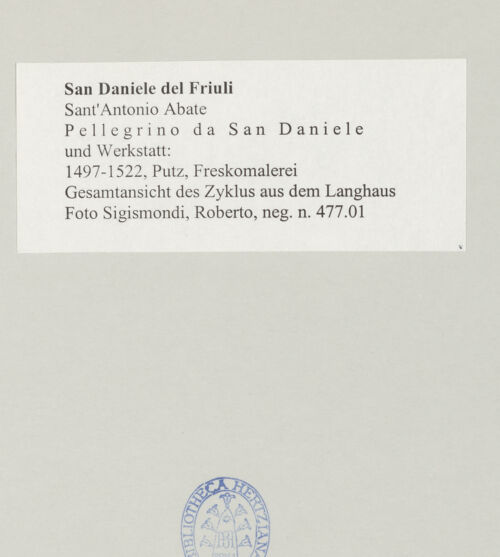 San Daniele del Friuli
Sant'Antonio Abate
Pellegrino da San Daniele
und Werkstatt:
1497-1522, Putz, Freskomalerei
Gesamtansicht des Zyklus aus dem Langhaus
Foto Sigismondi, Roberto, neg. n. 477.01
BIBLIOTHECA HERTZIANA